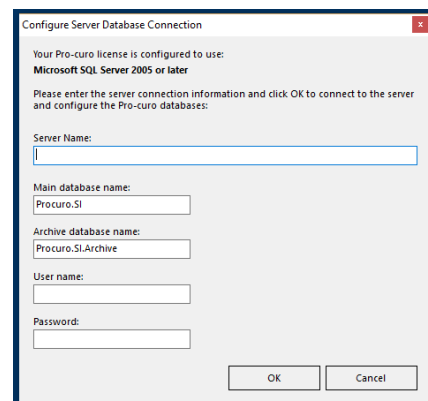 Configure Server Database Connection
x
Your Pro-curo license is configured to use:
Microsoft SQL Server 2005 or later
Please enter the server connection information and click OK to connect to the server
and configure the Pro-curo databases:
Server Name:
Main database name:
Procuro.SI
Archive database name:
Procuro.SI.Archive
User name:
Password:
OK Cancel